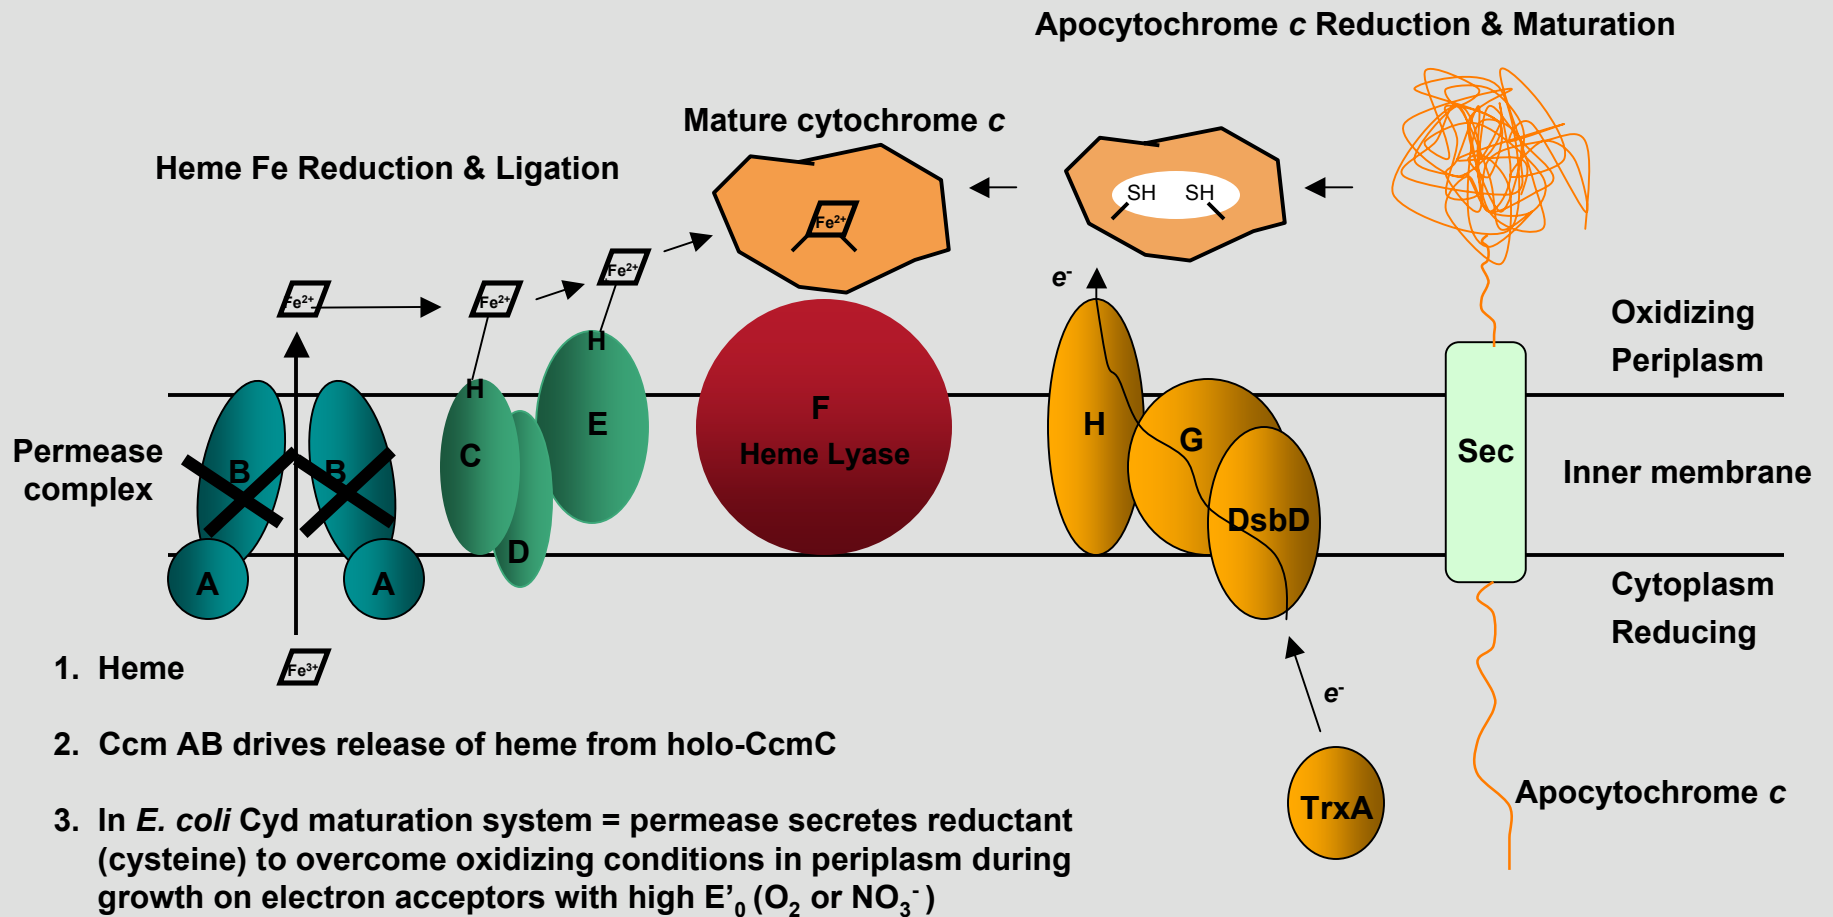 Apocytochrome c Reduction & Maturation
Mature cytochrome c
Heme Fe Reduction & Ligation
SH SH
Fe2+
Fe2+
Fe2+
Fe2+
e-
Oxidizing
Periplasm
H
H
Permease
complex
B
B
C
E
D
A
A
F
Heme Lyase
H
G
DsbD
Sec
Inner membrane
Cytoplasm
Reducing
1. Heme
Fe3+
e-
2. Ccm AB drives release of heme from holo-CcmC
TrxA
Apocytochrome c
3. In E. coli Cyd maturation system = permease secretes reductant
(cysteine) to overcome oxidizing conditions in periplasm during
growth on electron acceptors with high E’0 (O2 or NO3- )